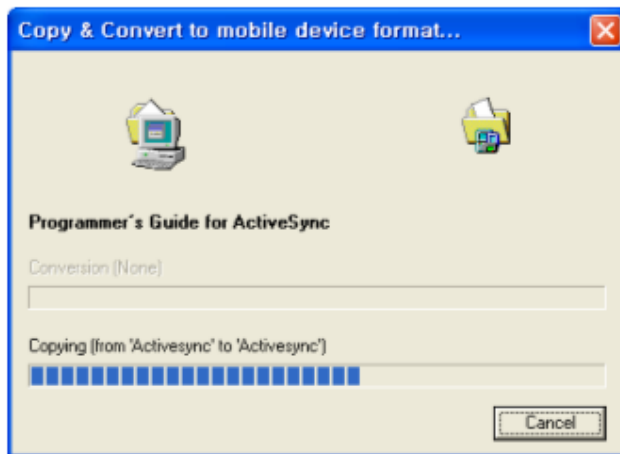 Copy & Convert to mobile device format...
Programmer´s Guide for ActiveSync
Conversion (None)
Copying (from 'Activesync' to 'Activesync')
Cancel